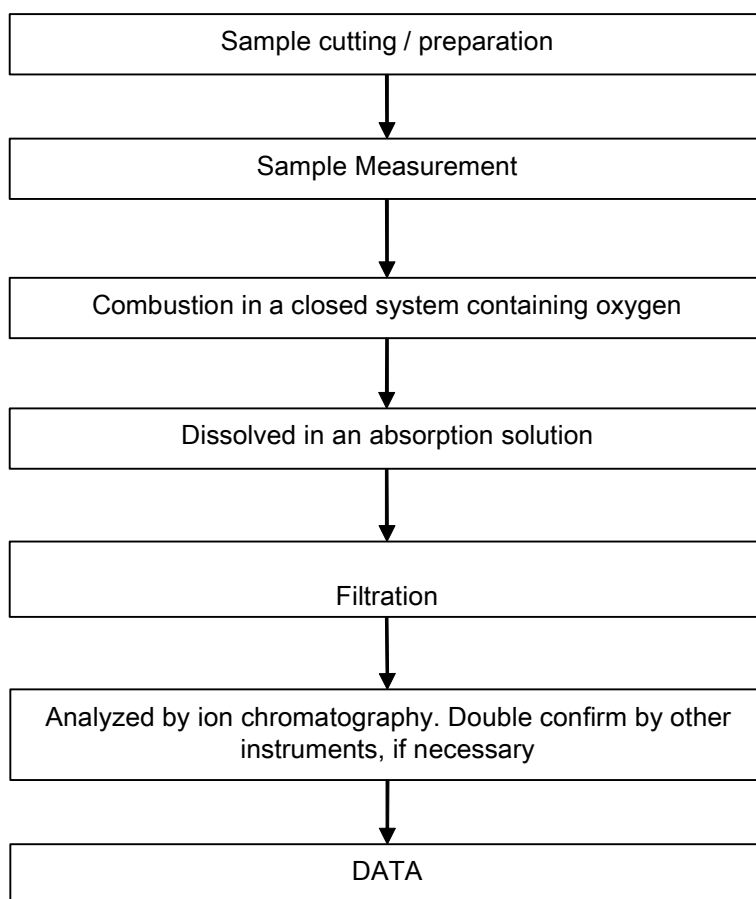 Sample cutting / preparation
Sample Measurement
Combustion in a closed system containing oxygen
Dissolved in an absorption solution
Filtration
Analyzed by ion chromatography. Double confirm by other
instruments, if necessary
DATA